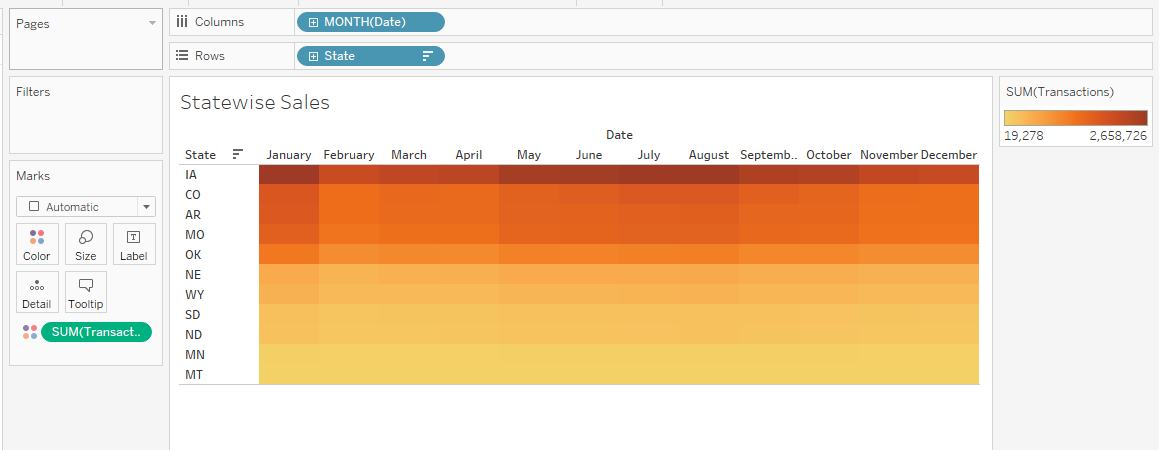 Pages
Columns
MONTH(Date)
Rows
State
Filters
Statewise Sales
SUM(Transactions)
19,278 2,658,726
Date
State January February March April May June July August Septemb.. October November December
Marks
IA
CO
Automatic
AR
MO
Color Size Label
OK
NE
WY
Detail Tooltip
SD
SUM(Transact..
ND
MN
MT